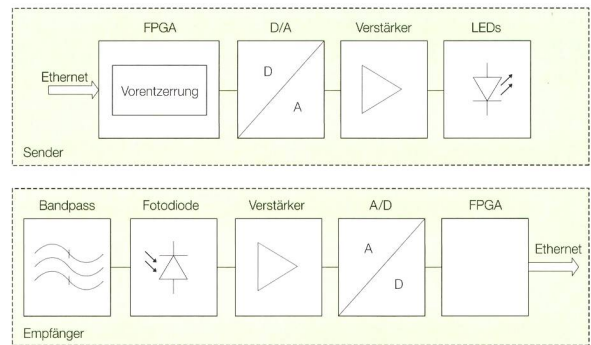 FPGA D/A Verstärker LEDs
Ethernet
Vorentzerrung
D
A
Sender
Bandpass Fotodiode Verstärker A/D FPGA
Ethernet
A
D
Empfänger